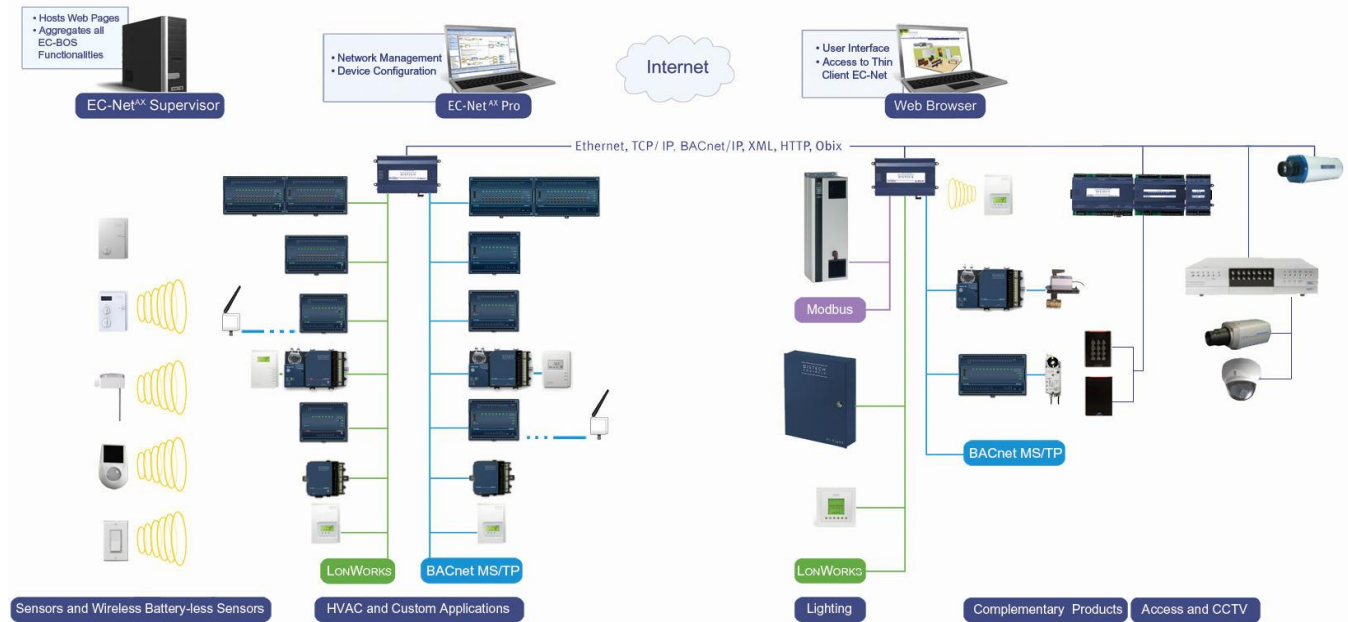 • Hosts Web Pages
• Aggregates all
EC-BOS
Functionalities
EC-Netᴬˣ Supervisor
• Network Management
• Device Configuration
EC-Netᴬˣ Pro
Internet
• User Interface
• Access to Thin
Client EC-Net
Web Browser
Ethernet, TCP/ IP, BACnet/IP, XML, HTTP, Obix
Modbus
DISTECH
BACnet MS/TP
LONWORKS
BACnet MS/TP
LONWORKS
Sensors and Wireless Battery-less Sensors
HVAC and Custom Applications
Lighting
Complementary Products
Access and CCTV